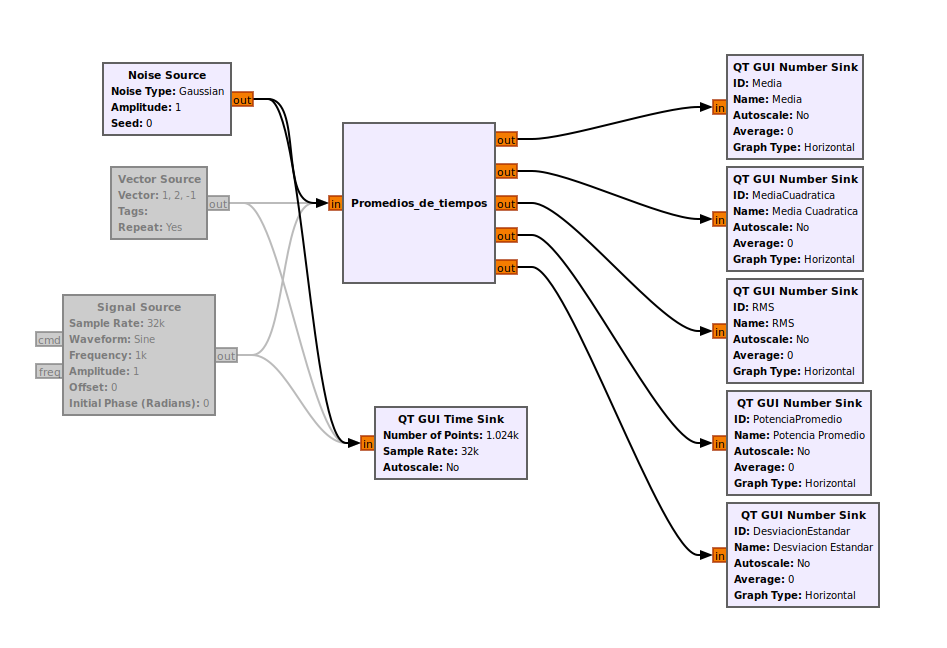 Noise Source
Noise Type: Gaussian
Amplitude: 1
Seed: 0
out
Vector Source
Vector: 1, 2, -1
Tags:
Repeat: Yes
out
Signal Source
Sample Rate: 32k
Waveform: Sine
Frequency: 1k
Amplitude: 1
Offset: 0
Initial Phase (Radians): 0
cmd
freq
out
in
Promedios_de_tiempos
out
out
out
out
out
in
QT GUI Time Sink
Number of Points: 1.024k
Sample Rate: 32k
Autoscale: No
in
QT GUI Number Sink
ID: Media
Name: Media
Autoscale: No
Average: 0
Graph Type: Horizontal
in
QT GUI Number Sink
ID: MediaCuadratica
Name: Media Cuadratica
Autoscale: No
Average: 0
Graph Type: Horizontal
in
QT GUI Number Sink
ID: RMS
Name: RMS
Autoscale: No
Average: 0
Graph Type: Horizontal
in
QT GUI Number Sink
ID: PotenciaPromedio
Name: Potencia Promedio
Autoscale: No
Average: 0
Graph Type: Horizontal
in
QT GUI Number Sink
ID: DesviacionEstandar
Name: Desviacion Estandar
Autoscale: No
Average: 0
Graph Type: Horizontal